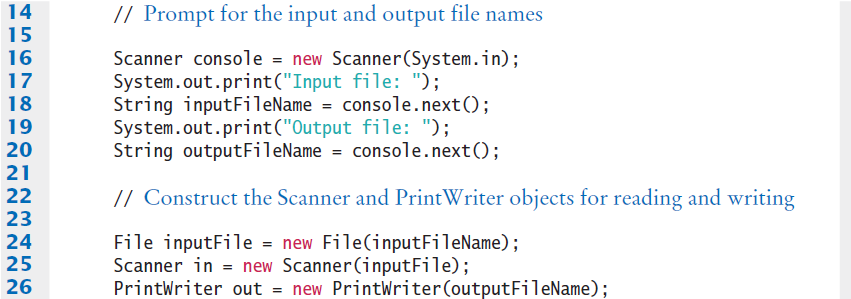 14 // Prompt for the input and output file names
15
16 Scanner console = new Scanner(System.in);
17 System.out.print("Input file: ");
18 String inputFileName = console.next();
19 System.out.print("Output file: ");
20 String outputFileName = console.next();
21
22 // Construct the Scanner and PrintWriter objects for reading and writing
23
24 File inputFile = new File(inputFileName);
25 Scanner in = new Scanner(inputFile);
26 PrintWriter out = new PrintWriter(outputFileName);